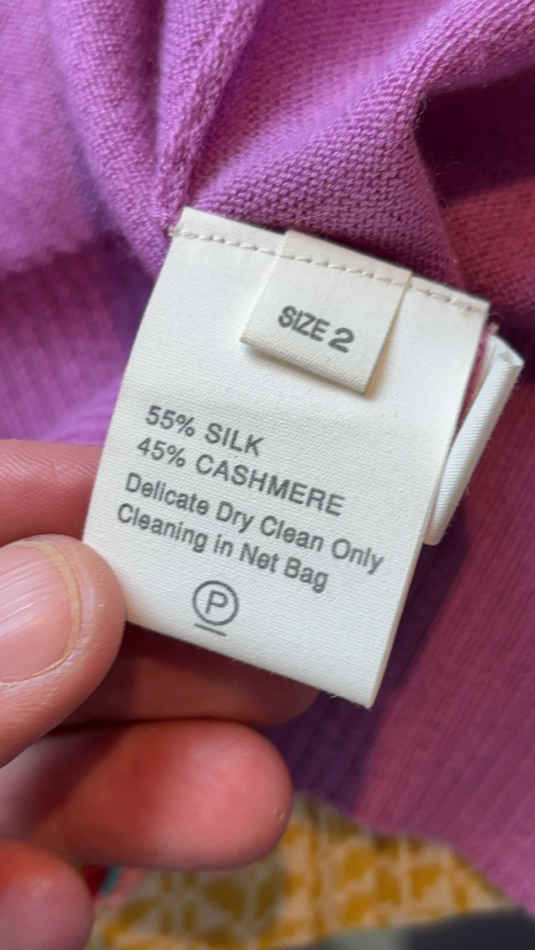 SIZE 2
55% SILK
45% CASHMERE
Delicate Dry Clean Only
Cleaning in Net Bag
P